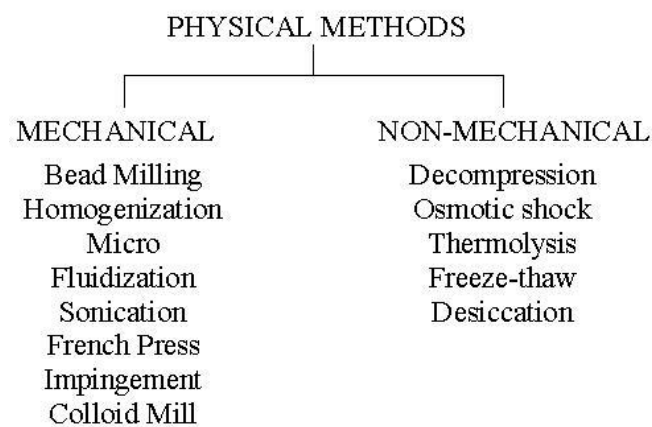 PHYSICAL METHODS
MECHANICAL
Bead Milling
Homogenization
Micro
Fluidization
Sonication
French Press
Impingement
Colloid Mill
NON-MECHANICAL
Decompression
Osmotic shock
Thermolysis
Freeze-thaw
Desiccation